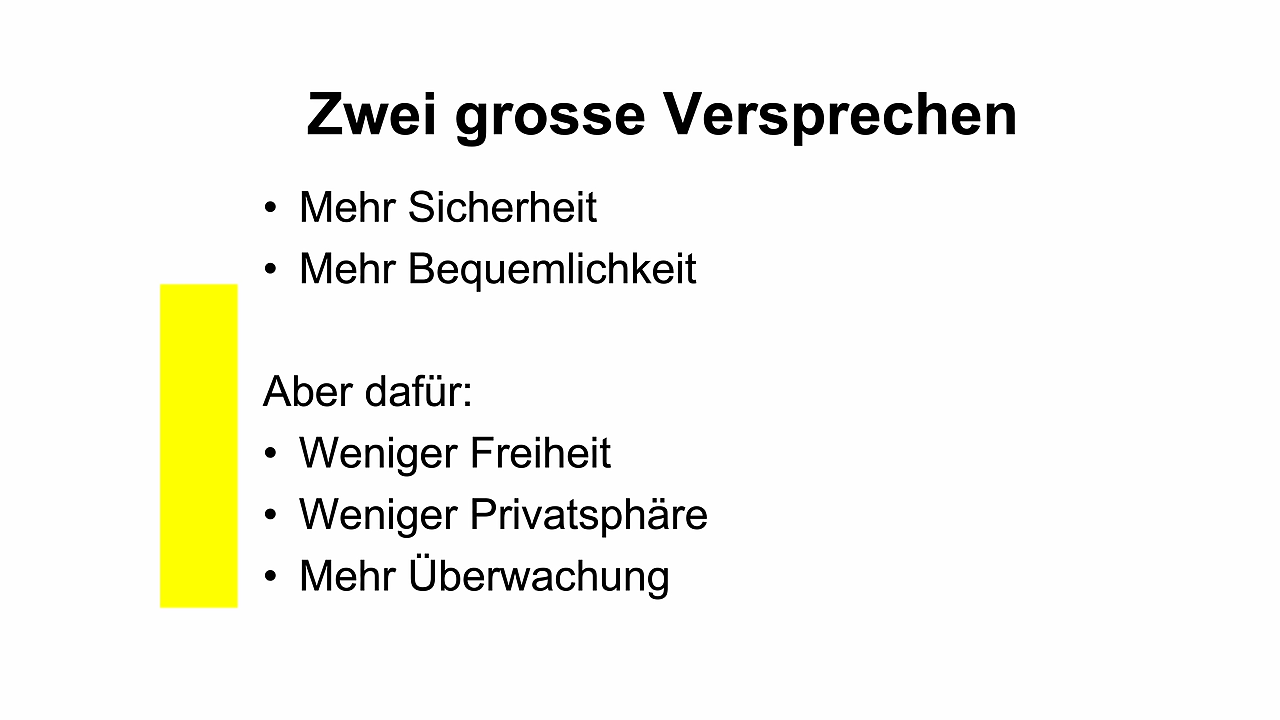 Zwei grosse Versprechen
• Mehr Sicherheit
• Mehr Bequemlichkeit
Aber dafür:
• Weniger Freiheit
• Weniger Privatsphäre
• Mehr Überwachung